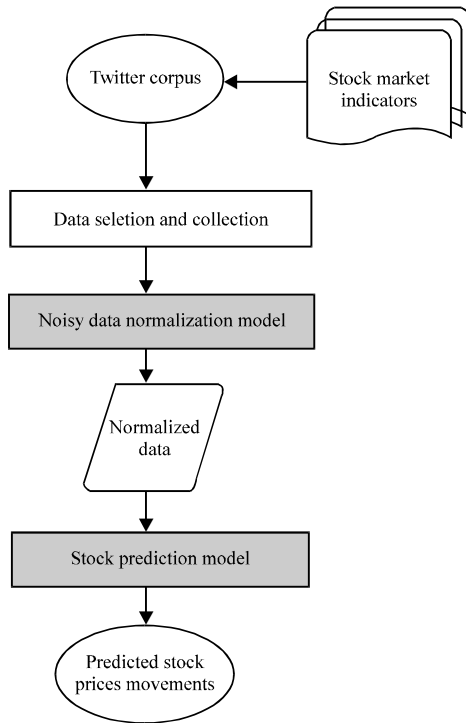 Twitter corpus
Stock market
indicators
Data seletion and collection
Noisy data normalization model
Normalized
data
Stock prediction model
Predicted stock
prices movements